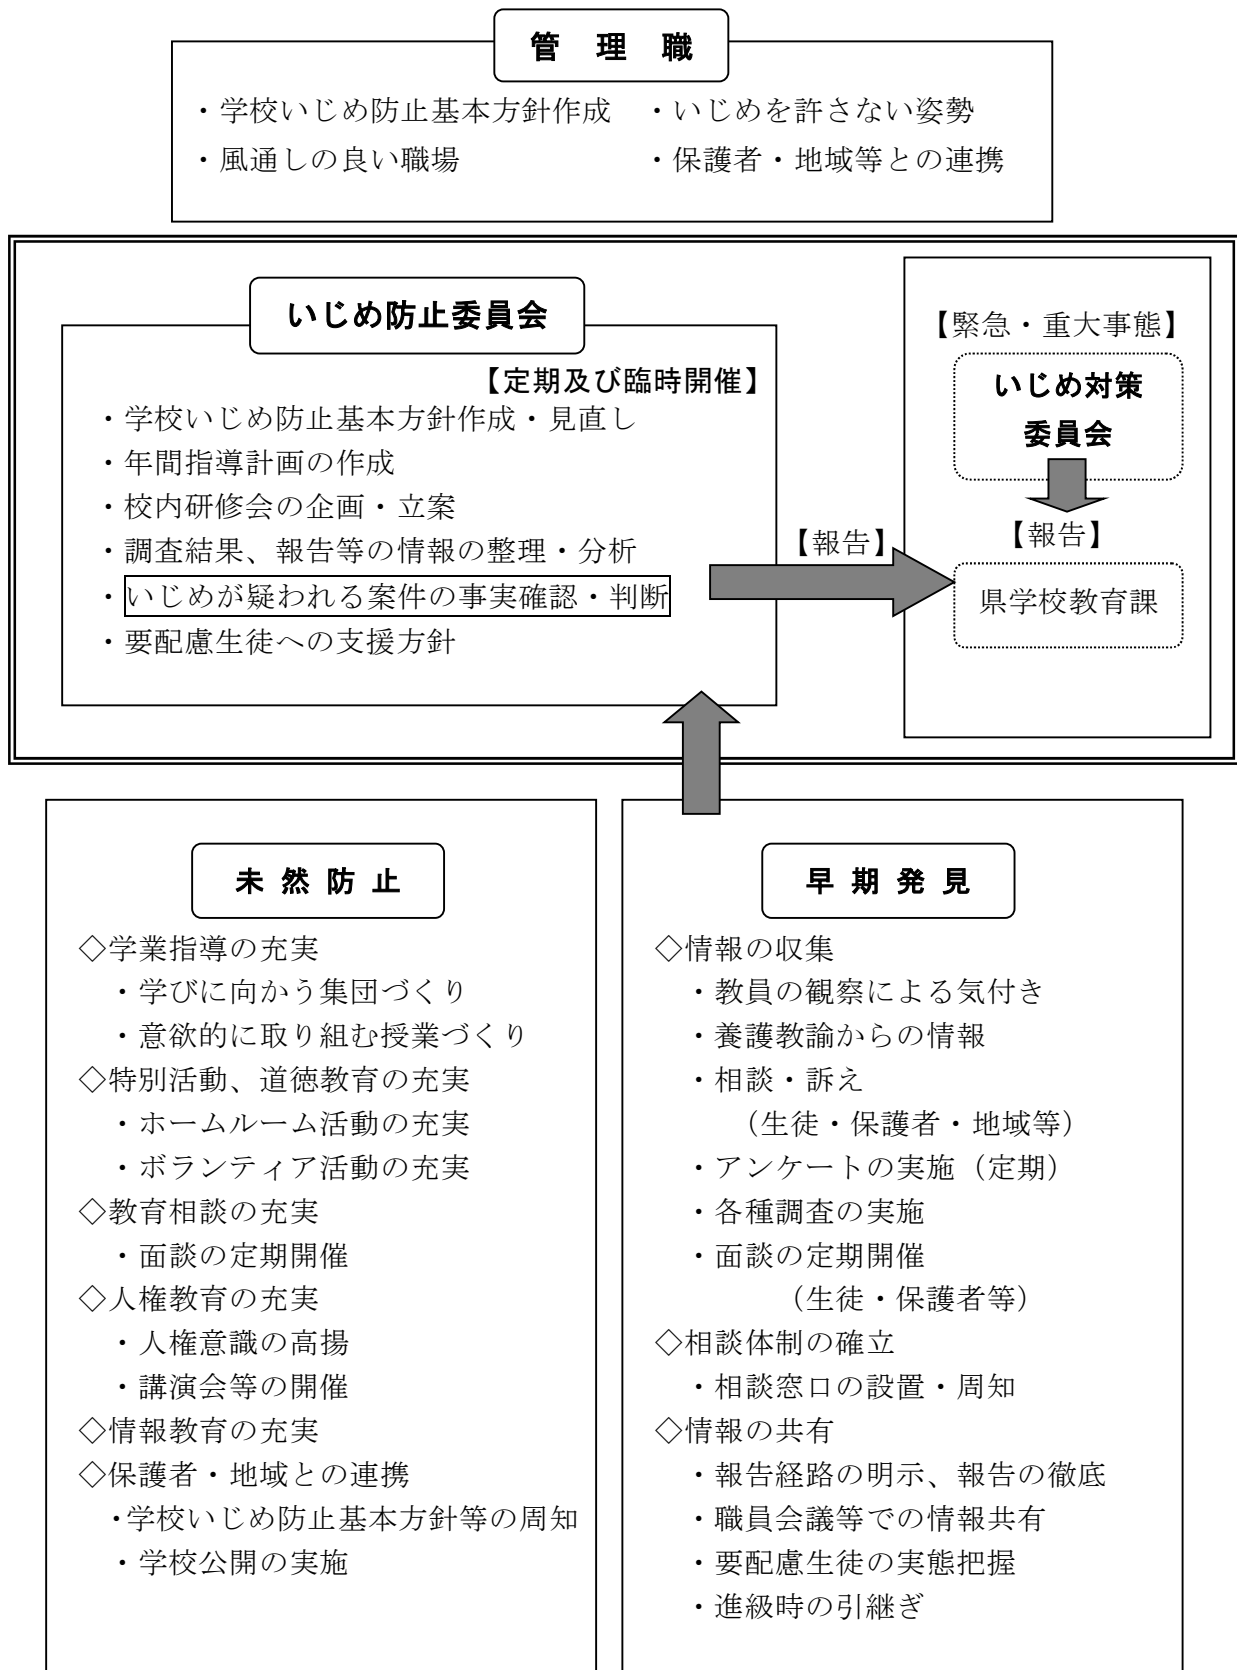 管　理　職
・学校いじめ防止基本方針作成　・いじめを許さない姿勢
・風通しの良い職場　・保護者・地域等との連携
いじめ防止委員会
【定期及び臨時開催】
・学校いじめ防止基本方針作成・見直し
・年間指導計画の作成
・校内研修会の企画・立案
・調査結果、報告等の情報の整理・分析
・いじめが疑われる案件の事実確認・判断
・要配慮生徒への支援方針
【報告】
【緊急・重大事態】
いじめ対策
委員会
【報告】
県学校教育課
未 然 防 止
◇学業指導の充実
・学びに向かう集団づくり
・意欲的に取り組む授業づくり
◇特別活動、道徳教育の充実
・ホームルーム活動の充実
・ボランティア活動の充実
◇教育相談の充実
・面談の定期開催
◇人権教育の充実
・人権意識の高揚
・講演会等の開催
◇情報教育の充実
◇保護者・地域との連携
・学校いじめ防止基本方針等の周知
・学校公開の実施
早 期 発 見
◇情報の収集
・教員の観察による気付き
・養護教諭からの情報
・相談・訴え
（生徒・保護者・地域等）
・アンケートの実施（定期）
・各種調査の実施
・面談の定期開催
（生徒・保護者等）
◇相談体制の確立
・相談窓口の設置・周知
◇情報の共有
・報告経路の明示、報告の徹底
・職員会議等での情報共有
・要配慮生徒の実態把握
・進級時の引継ぎ